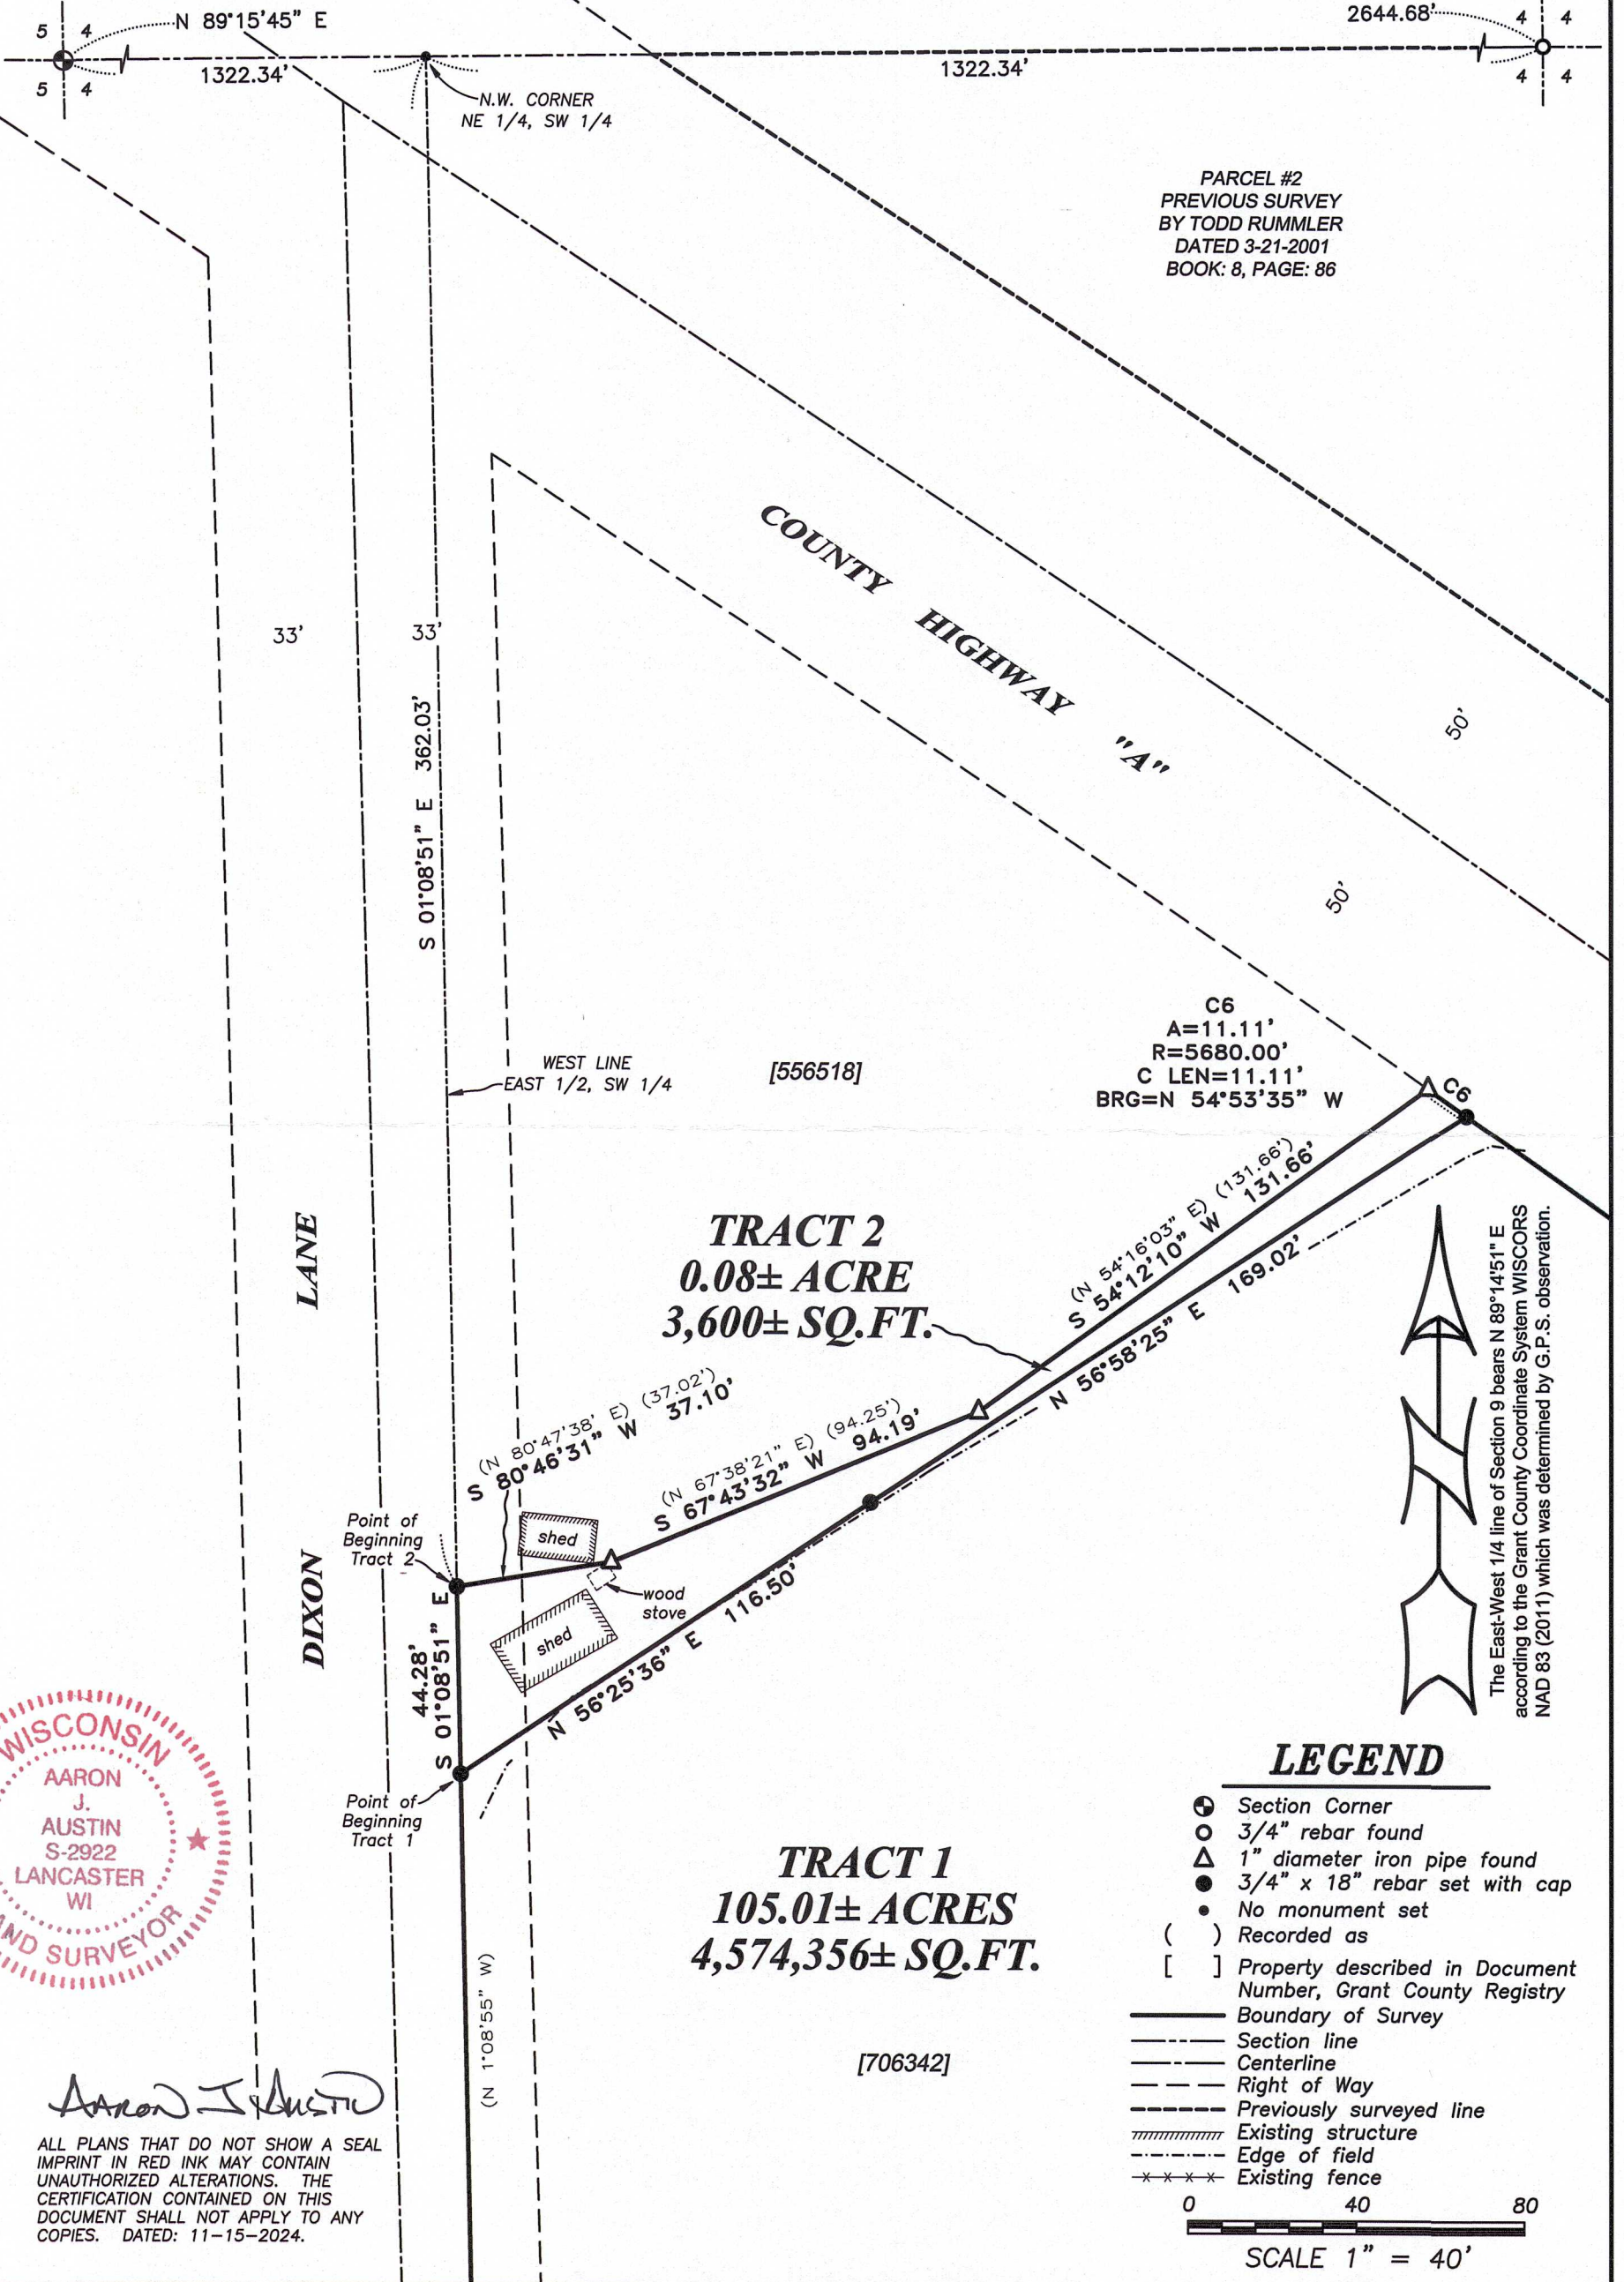 5 4
N 89°15'45" E
2644.68'
4 4
5 4
1322.34'
1322.34'
4 4
N.W. CORNER
NE 1/4, SW 1/4
PARCEL #2
PREVIOUS SURVEY
BY TODD RUMMLER
DATED 3-21-2001
BOOK: 8, PAGE: 86
COUNTY HIGHWAY "A"
33'
33'
50'
50'
S 01°08'51" E 362.03'
C6
A=11.11'
R=5680.00'
C LEN=11.11'
BRG=N 54°53'35" W
C6
WEST LINE
EAST 1/2, SW 1/4
[556518]
(N 54°16'03" E) (131.66')
S 54°12'10" W 131.66'
N 56°58'25" E 169.02'
TRACT 2
0.08± ACRE
3,600± SQ.FT.
DIXON LANE
(N 80°47'38' E) (37.02')
S 80°46'31" W 37.10'
(N 67°38'21" E) (94.25')
S 67°43'32" W 94.19'
Point of
Beginning
Tract 2
shed
wood
stove
shed
44.28'
S 01°08'51" E
N 56°25'36" E 116.50'
Point of
Beginning
Tract 1
The East-West 1/4 line of Section 9 bears N 89°14'51" E
according to the Grant County Coordinate System WISCORS
NAD 83 (2011) which was determined by G.P.S. observation.
WISCONSIN
AARON
J.
AUSTIN
S-2922
LANCASTER
WI
ND SURVEYOR
TRACT 1
105.01± ACRES
4,574,356± SQ.FT.
(N 1°08'55" W)
[706342]
AARON J AUSTIN
ALL PLANS THAT DO NOT SHOW A SEAL
IMPRINT IN RED INK MAY CONTAIN
UNAUTHORIZED ALTERATIONS. THE
CERTIFICATION CONTAINED ON THIS
DOCUMENT SHALL NOT APPLY TO ANY
COPIES. DATED: 11-15-2024.
LEGEND
Section Corner
3/4" rebar found
1" diameter iron pipe found
3/4" x 18" rebar set with cap
No monument set
( ) Recorded as
[ ] Property described in Document
Number, Grant County Registry
Boundary of Survey
Section line
Centerline
Right of Way
Previously surveyed line
Existing structure
Edge of field
Existing fence
0 40 80
SCALE 1" = 40'